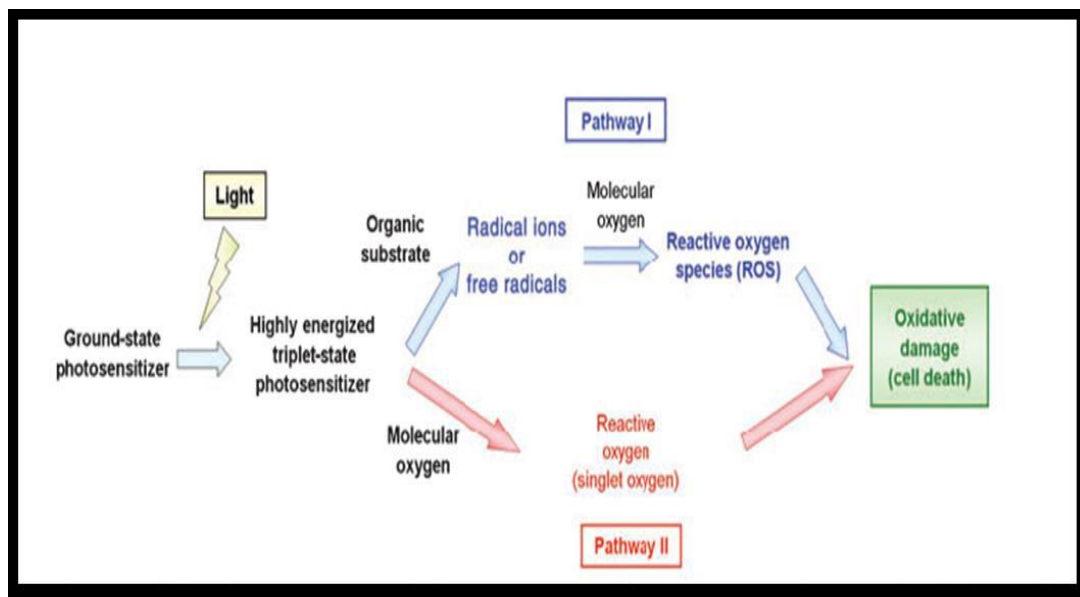 Pathway I
Light
Molecular
oxygen
Organic
substrate
Radical ions
or
free radicals
Reactive oxygen
species (ROS)
Ground-state
photosensitizer
Highly energized
triplet-state
photosensitizer
Oxidative
damage
(cell death)
Molecular
oxygen
Reactive
oxygen
(singlet oxygen)
Pathway II